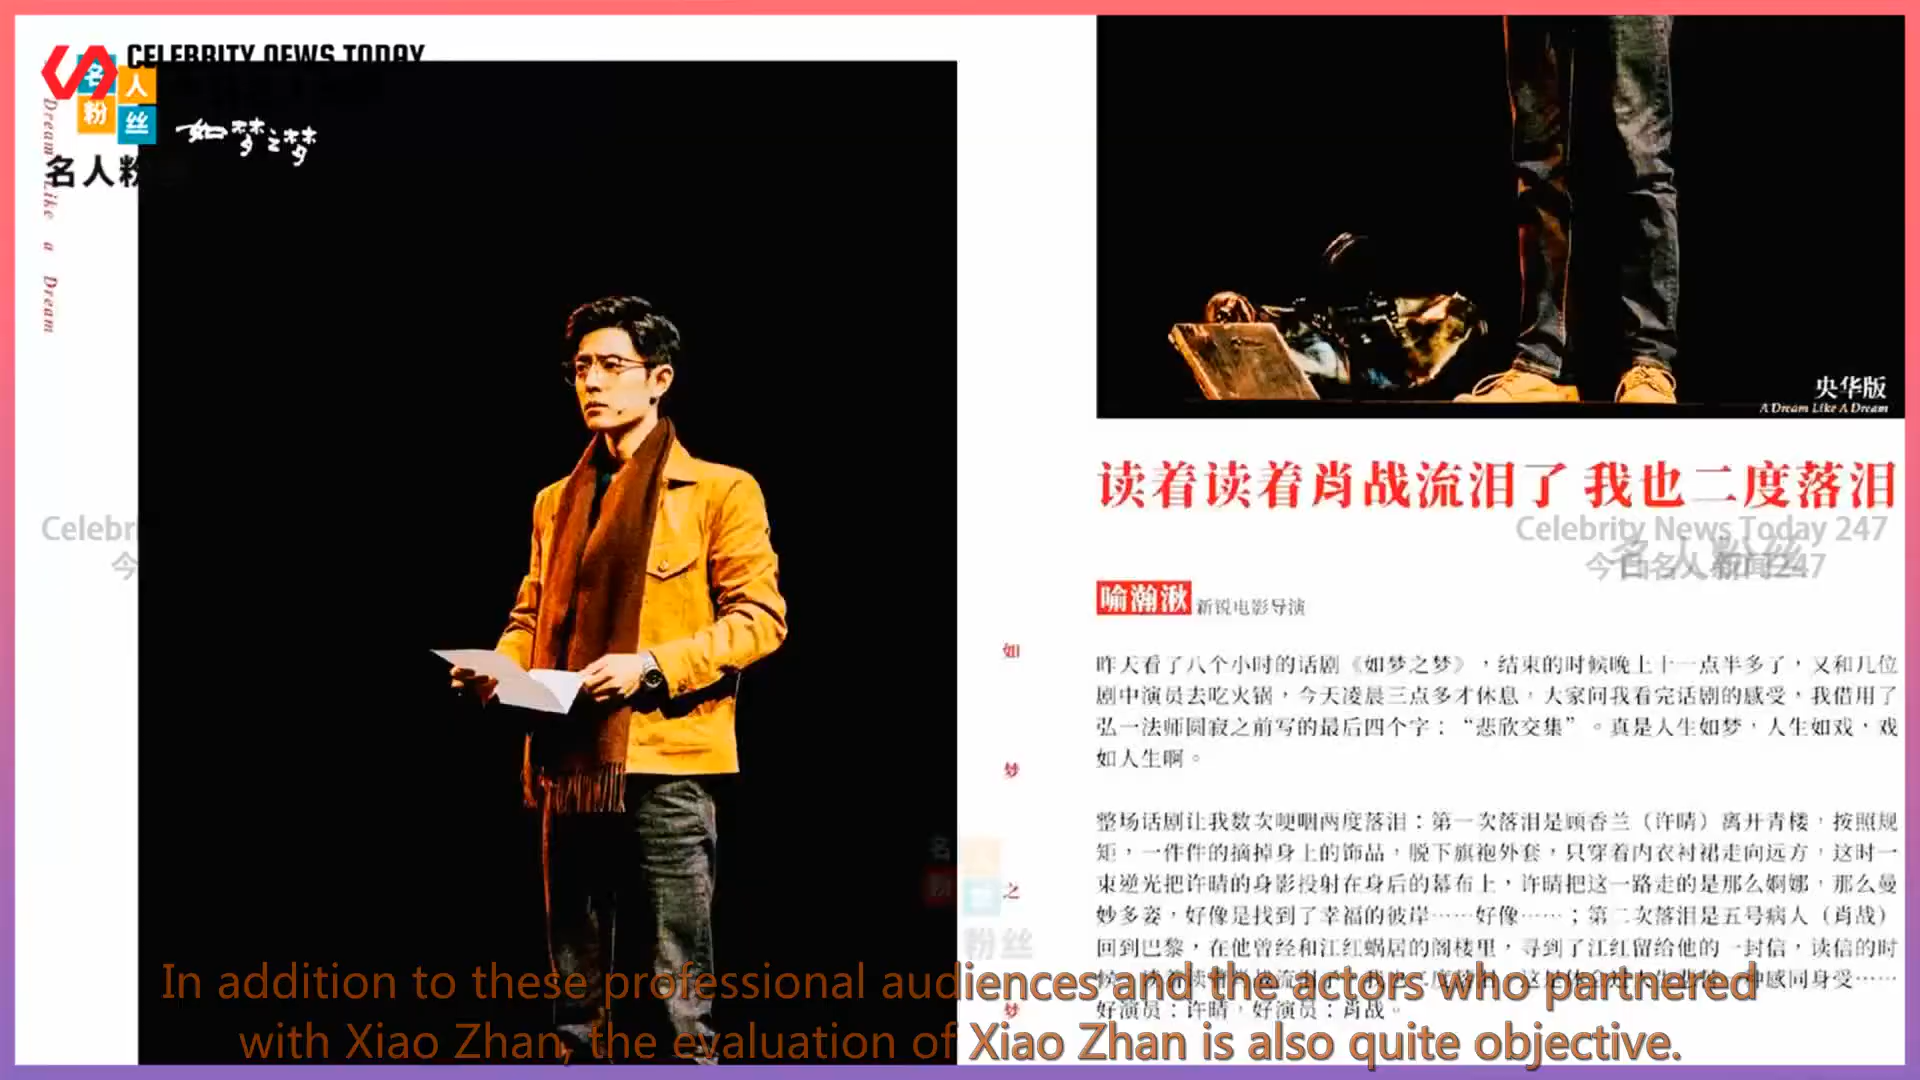 CELEBRITY NEWS TODAY
名人
粉丝
如梦之梦
名人粉
Dream Like a Dream
央华版
A Dream Like A Dream
读着读着肖战流泪了 我也二度落泪
Celebri
今
Celebrity News Today 247
今日名人新闻247
名人粉丝
喻瀚湫 新锐电影导演
如
梦
之
梦
昨天看了八个小时的话剧《如梦之梦》，结束的时候晚上十一点半多了，又和几位
剧中演员去吃火锅，今天凌晨三点多才休息，大家问我看完话剧的感受，我借用了
弘一法师圆寂之前写的最后四个字：“悲欣交集”。真是人生如梦，人生如戏，戏
如人生啊。
整场话剧让我数次哽咽两度落泪：第一次落泪是顾香兰（许晴）离开青楼，按照规
矩，一件件的摘掉身上的饰品，脱下旗袍外套，只穿着内衣衬裙走向远方，这时一
束逆光把许晴的身影投射在身后的幕布上，许晴把这一路走的是那么婀娜，那么曼
妙多姿，好像是找到了幸福的彼岸……好像……；第二次落泪是五号病人（肖战）
回到巴黎，在他曾经和江红蜗居的阁楼里，寻到了江红留给他的一封信，读信的时
感同身受……
好演员：许晴，好演员：肖战。
粉丝
In addition to these professional audiences and the actors who partnered
with Xiao Zhan, the evaluation of Xiao Zhan is also quite objective.